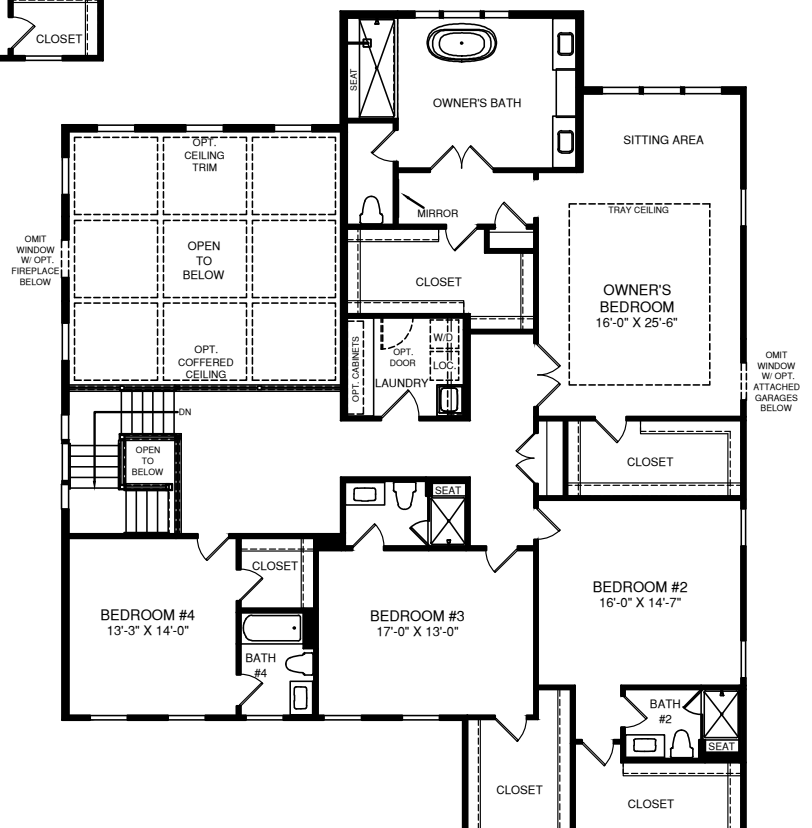 CLOSET
SEAT
OWNER'S BATH
SITTING AREA
OPT.
CEILING
TRIM
MIRROR
TRAY CEILING
OMIT
WINDOW
W/ OPT.
FIREPLACE
BELOW
OPEN
TO
BELOW
CLOSET
OWNER'S
BEDROOM
16'-0" X 25'-6"
OPT.
COFFERED
CEILING
OPT. CABINETS
OPT.
DOOR
W/D
LOC.
LAUNDRY
OMIT
WINDOW
W/ OPT.
ATTACHED
GARAGES
BELOW
DN
OPEN
TO
BELOW
CLOSET
SEAT
CLOSET
BEDROOM #4
13'-3" X 14'-0"
BEDROOM #3
17'-0" X 13'-0"
BEDROOM #2
16'-0" X 14'-7"
BATH
#4
BATH
#2
SEAT
CLOSET
CLOSET